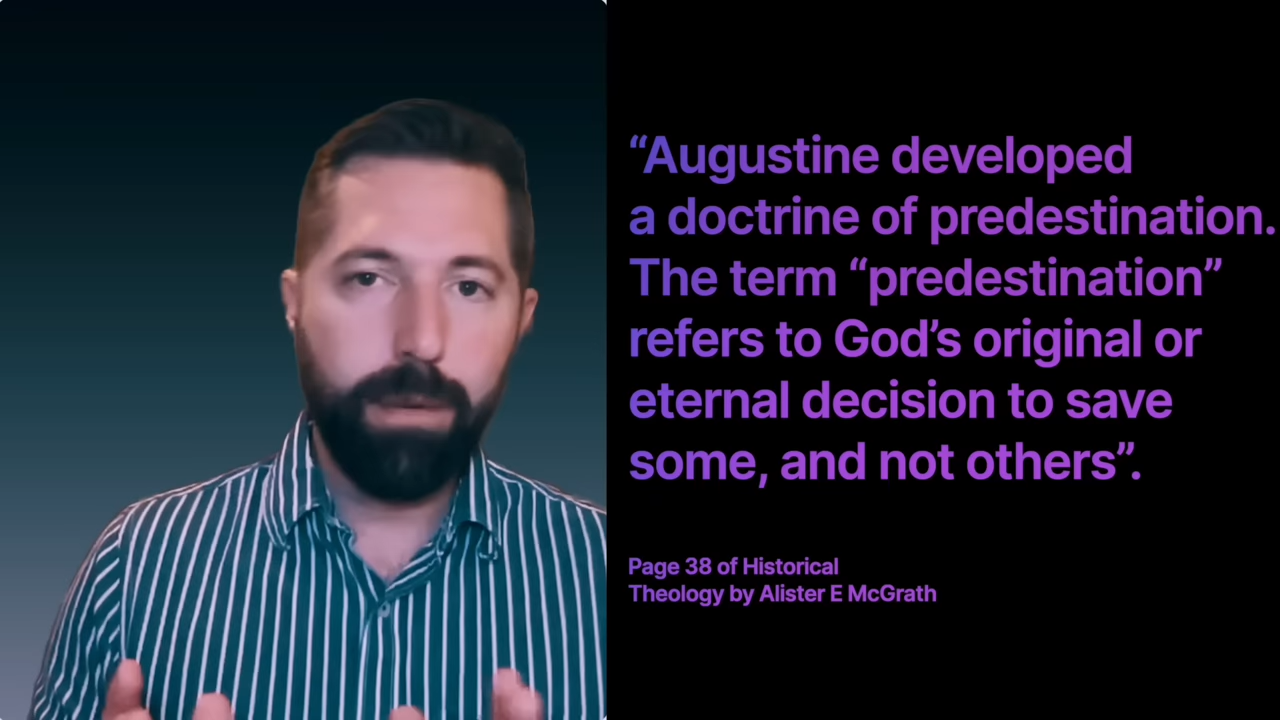 “Augustine developed
a doctrine of predestination.
The term “predestination”
refers to God’s original or
eternal decision to save
some, and not others”.
Page 38 of Historical
Theology by Alister E McGrath